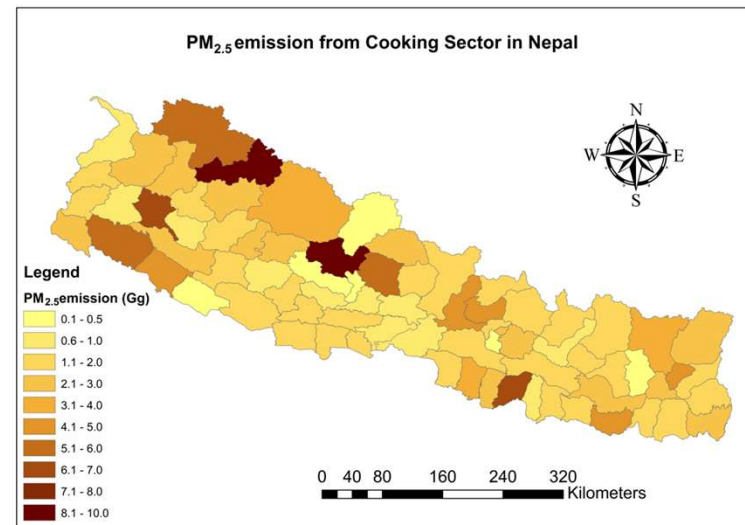 PM2.5 emission from Cooking Sector in Nepal
N
W E
S
Legend
PM2.5 emission (Gg)
0.1 - 0.5
0.6 - 1.0
1.1 - 2.0
2.1 - 3.0
3.1 - 4.0
4.1 - 5.0
5.1 - 6.0
6.1 - 7.0
7.1 - 8.0
8.1 - 10.0
0 40 80 160 240 320
Kilometers